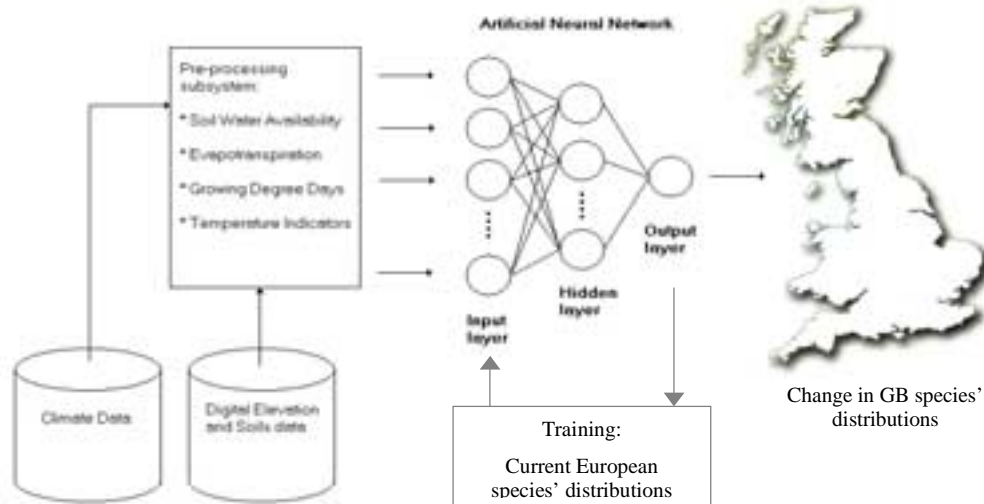 Artificial Neural Network
Pre-processing
subsystem:
* Soil Water Availability
* Evapotranspiration
* Growing Degree Days
* Temperature Indicators
Input
layer
Hidden
layer
Output
layer
Climate Data
Digital Elevation
and Soils data
Training:
Current European
species’ distributions
Change in GB species’
distributions